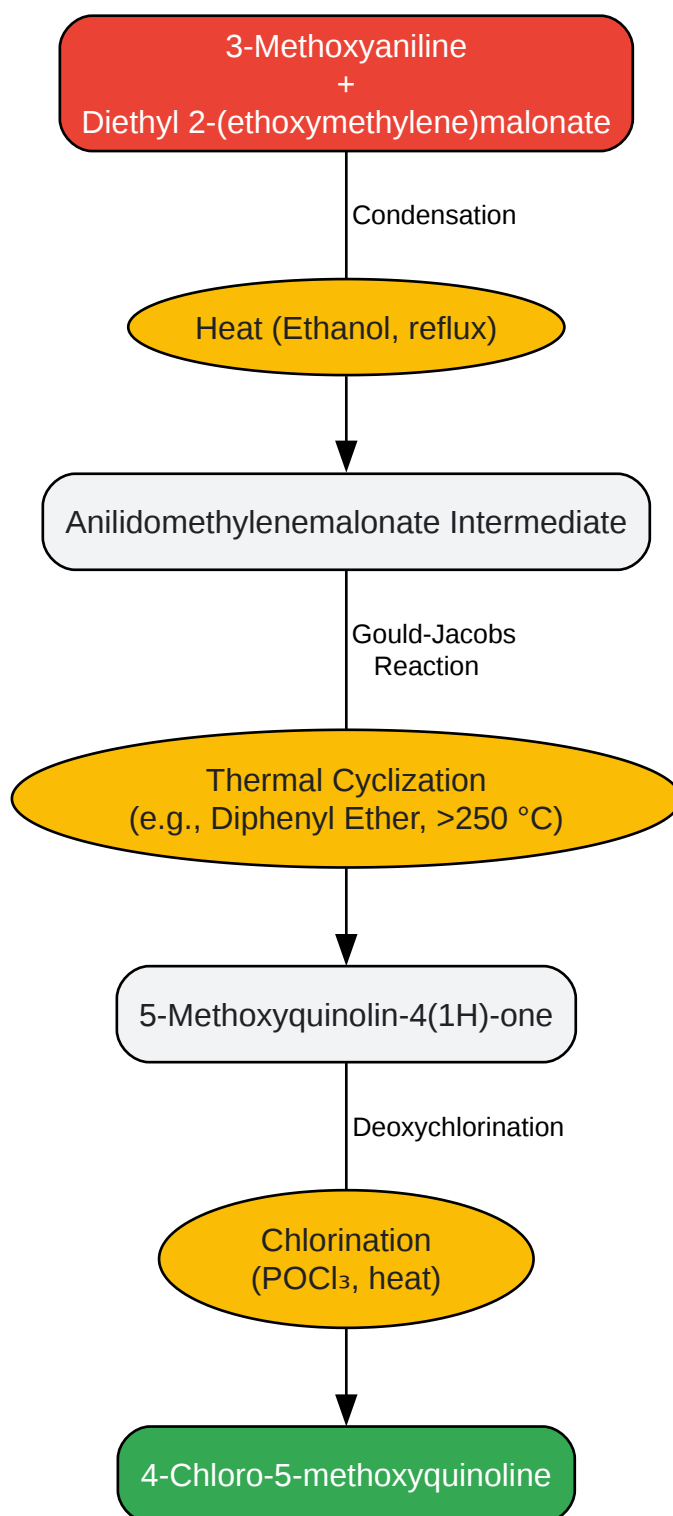 3-Methoxyaniline
+
Diethyl 2-(ethoxymethylene)malonate
Condensation
Heat (Ethanol, reflux)
Anilidomethylenemalonate Intermediate
Gould-Jacobs
Reaction
Thermal Cyclization
(e.g., Diphenyl Ether, >250 °C)
5-Methoxyquinolin-4(1H)-one
Deoxychlorination
Chlorination
(POCl₃, heat)
4-Chloro-5-methoxyquinoline